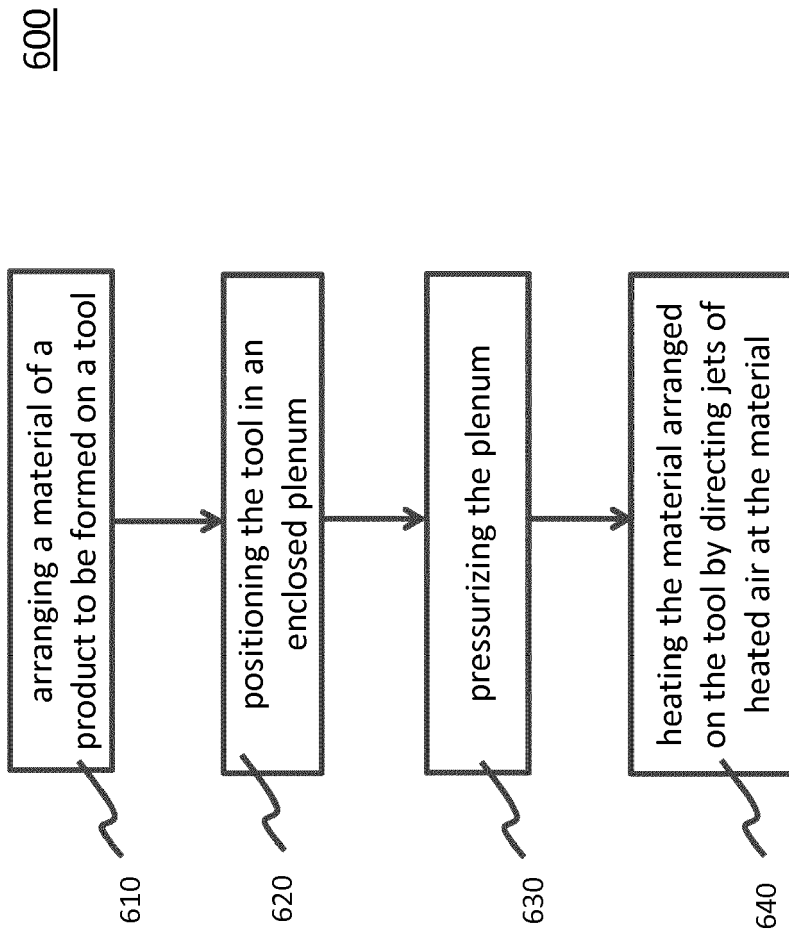 600
arranging a material of a
product to be formed on a tool
610
positioning the tool in an
enclosed plenum
620
pressurizing the plenum
630
heating the material arranged
on the tool by directing jets of
heated air at the material
640